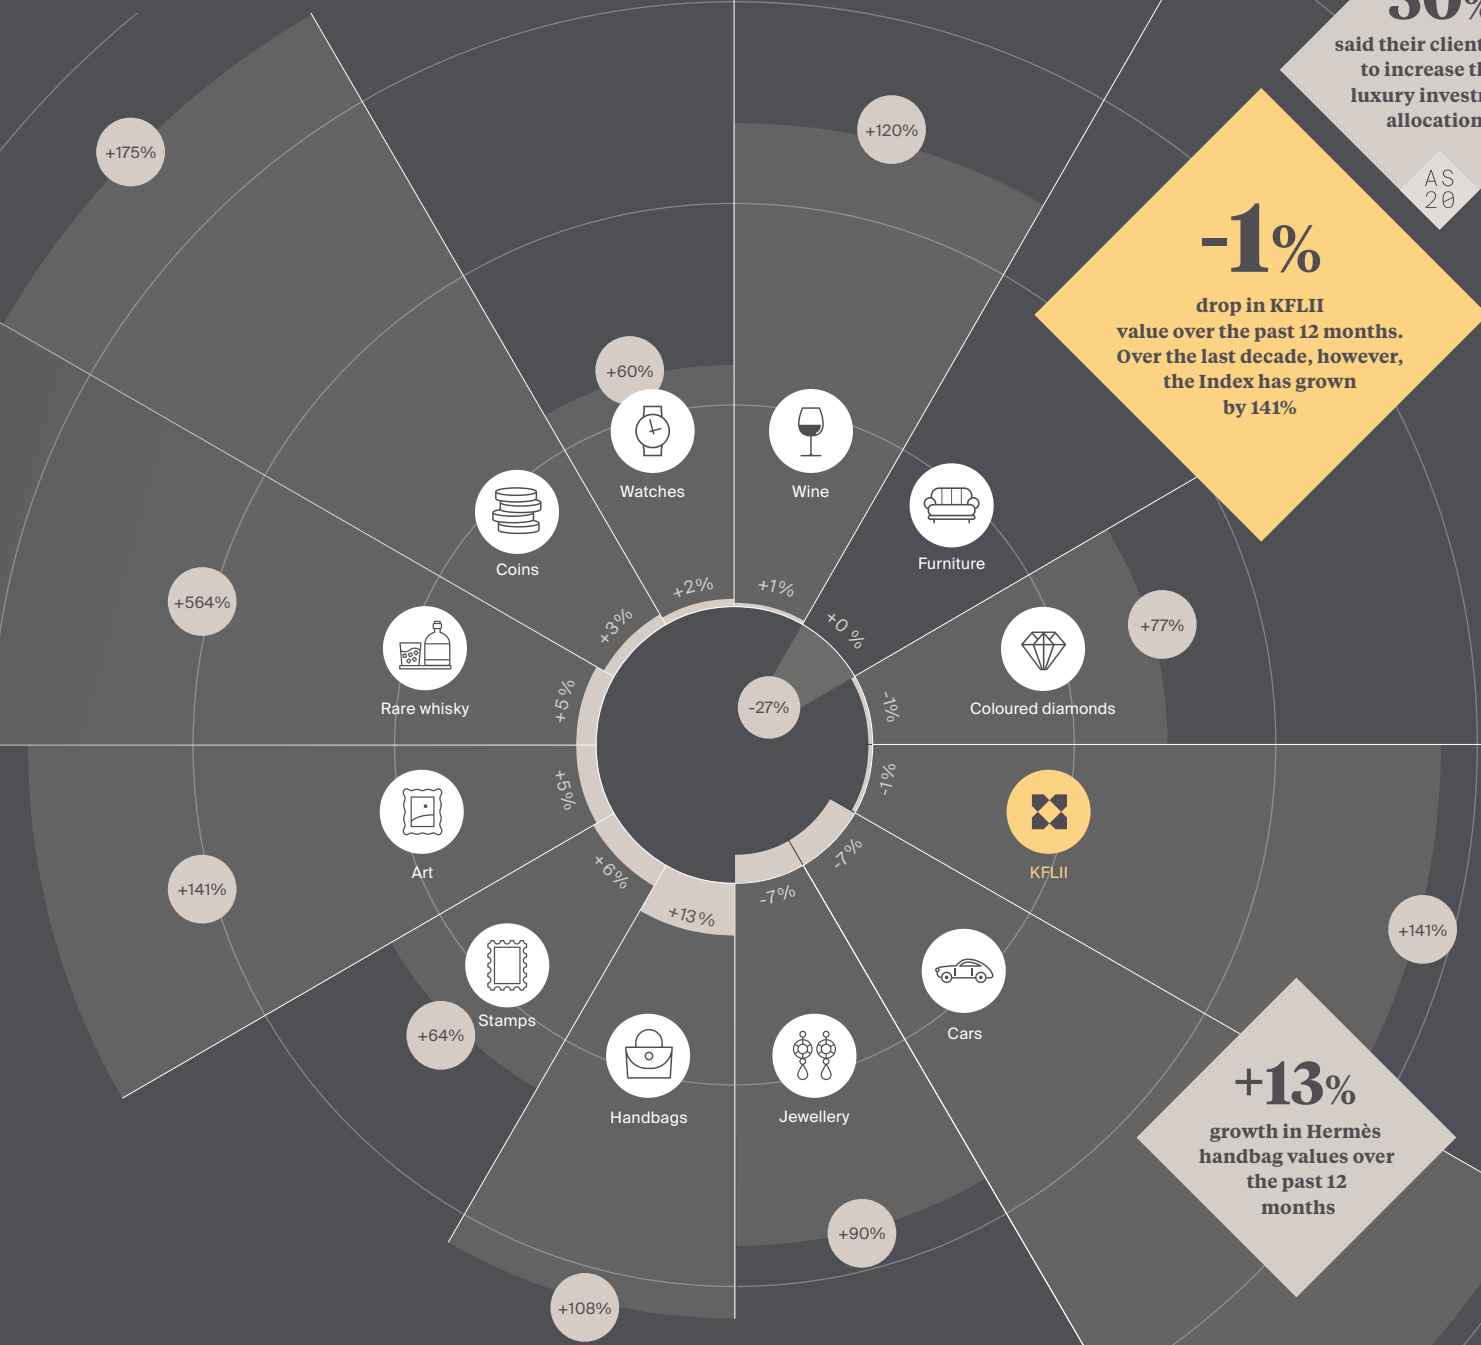 30%
said their client
to increase th
luxury invest
allocation
AS
20
-1%
drop in KFLII
value over the past 12 months.
Over the last decade, however,
the Index has grown
by 141%
+175%
+120%
+60%
Watches
Wine
Coins
Furniture
+2%
+1%
+3%
+0 %
+564%
+77%
Rare whisky
Coloured diamonds
+5%
-27%
-1%
Art
+5%
-1%
KFLII
+141%
+6%
+13%
-7%
-7%
+141%
Stamps
+64%
Cars
Handbags
Jewellery
+13%
growth in Hermès
handbag values over
the past 12
months
+90%
+108%